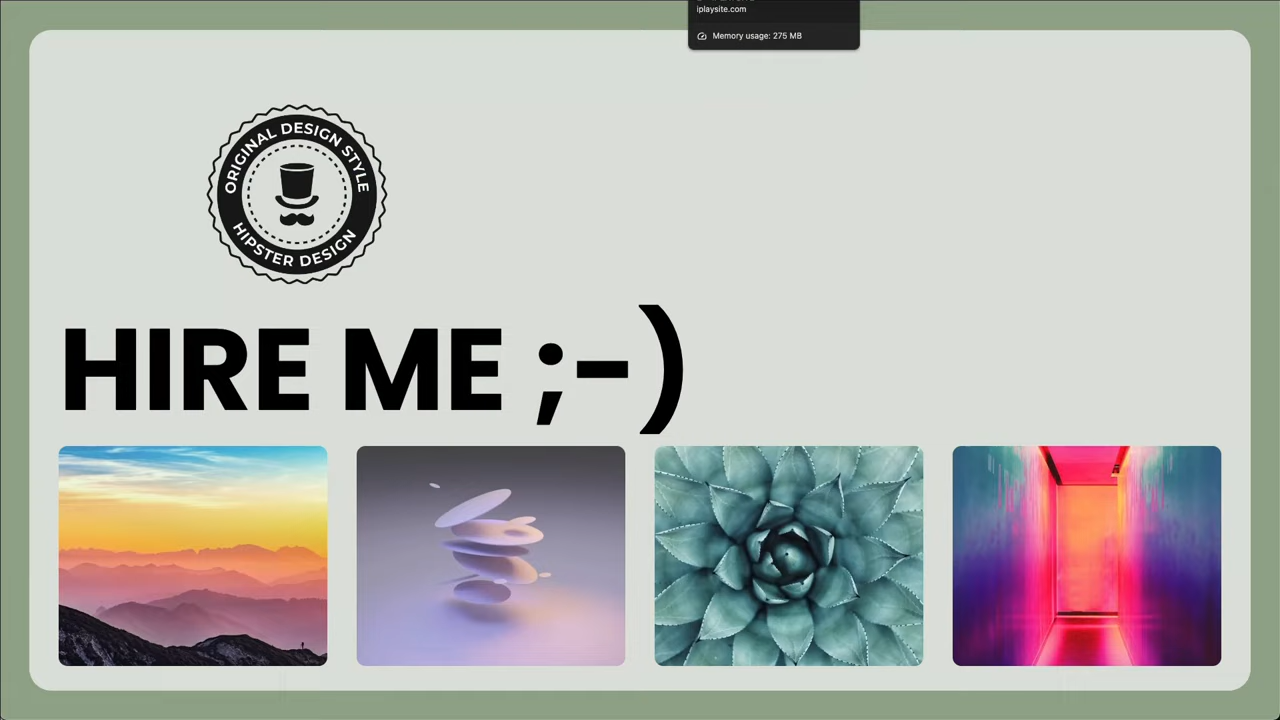 iplaysite.com
Memory usage: 275 MB
ORIGINAL DESIGN STYLE
HIPSTER DESIGN
HIRE ME ;-)